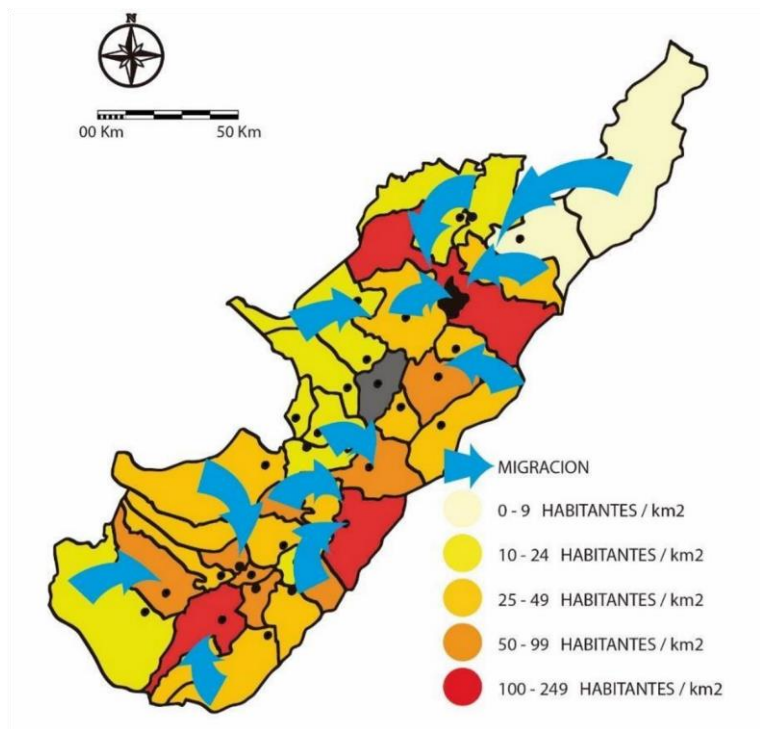 N
00 Km 50 Km
MIGRACION
0 - 9 HABITANTES / km2
10 - 24 HABITANTES / km2
25 - 49 HABITANTES / km2
50 - 99 HABITANTES / km2
100 - 249 HABITANTES / km2